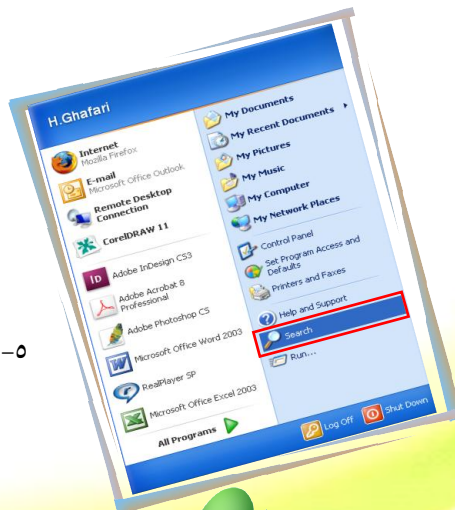 H.Ghafari
Internet
Mozilla Firefox
E-mail
Microsoft Office Outlook
Remote Desktop
Connection
CorelDRAW 11
Adobe InDesign CS3
Adobe Acrobat 8
Professional
Adobe Photoshop CS
Microsoft Office Word 2003
RealPlayer SP
Microsoft Office Excel 2003
All Programs
My Documents
My Recent Documents
My Pictures
My Music
My Computer
My Network Places
Control Panel
Set Program Access and
Defaults
Printers and Faxes
Help and Support
Search
Run...
Log Off
Shut Down
۵-